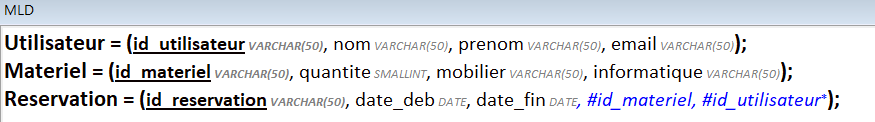 MLD
Utilisateur = (id_utilisateur VARCHAR(50), nom VARCHAR(50), prenom VARCHAR(50), email VARCHAR(50));
Materiel = (id_materiel VARCHAR(50), quantite SMALLINT, mobilier VARCHAR(50), informatique VARCHAR(50));
Reservation = (id_reservation VARCHAR(50), date_deb DATE, date_fin DATE, #id_materiel, #id_utilisateur*);